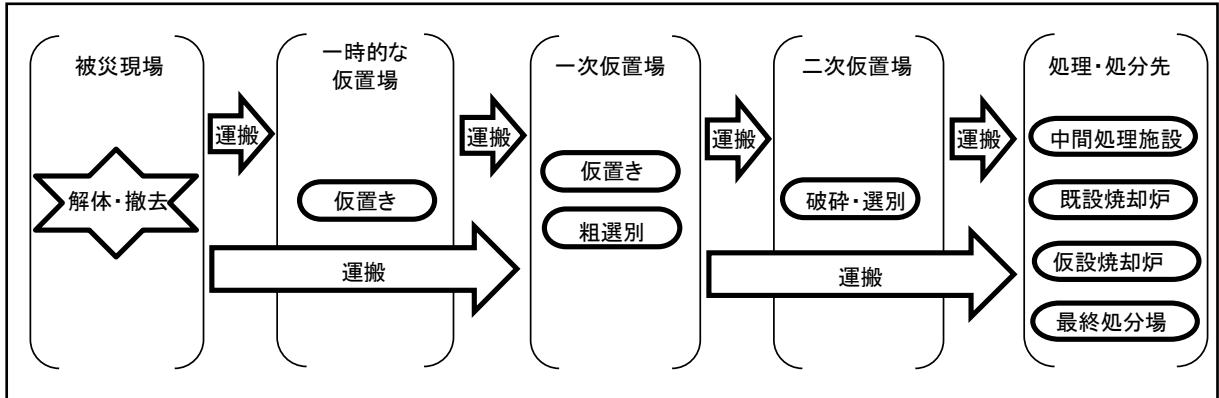 被災現場
解体・撤去
運搬
運搬
一時的な
仮置場
仮置き
運搬
一次仮置場
仮置き
粗選別
運搬
運搬
二次仮置場
破砕・選別
運搬
処理・処分先
中間処理施設
既設焼却炉
仮設焼却炉
最終処分場